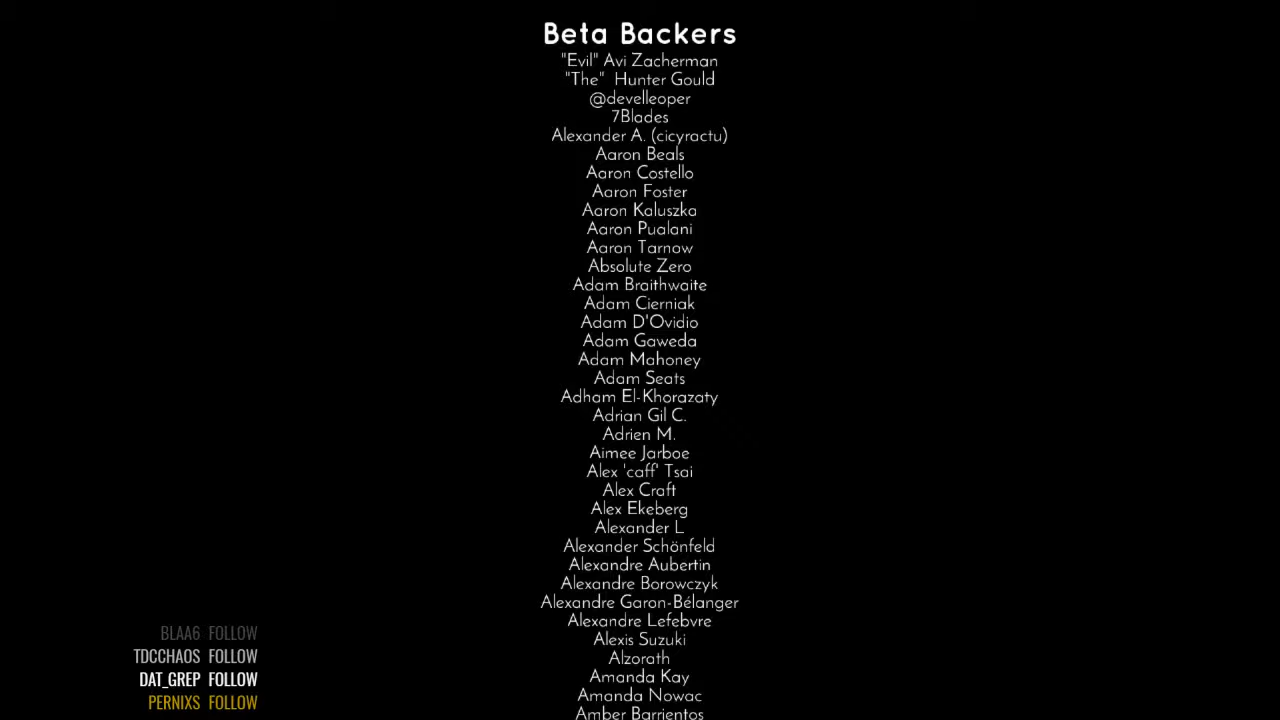 Beta Backers
"Evil" Avi Zacherman
"The"  Hunter Gould
@develleoper
7Blades
Alexander A. (cicyractu)
Aaron Beals
Aaron Costello
Aaron Foster
Aaron Kaluszka
Aaron Pualani
Aaron Tarnow
Absolute Zero
Adam Braithwaite
Adam Cierniak
Adam D'Ovidio
Adam Gaweda
Adam Mahoney
Adam Seats
Adham El-Khorazaty
Adrian Gil C.
Adrien M.
Aimee Jarboe
Alex 'caff' Tsai
Alex Craft
Alex Ekeberg
Alexander L
Alexander Schönfeld
Alexandre Aubertin
Alexandre Borowczyk
Alexandre Garon-Bélanger
Alexandre Lefebvre
Alexis Suzuki
Alzorath
Amanda Kay
Amanda Nowac
Amber Barrientos
BLAA6 FOLLOW
TDCCHAOS FOLLOW
DAT_GREP FOLLOW
PERNIXS FOLLOW